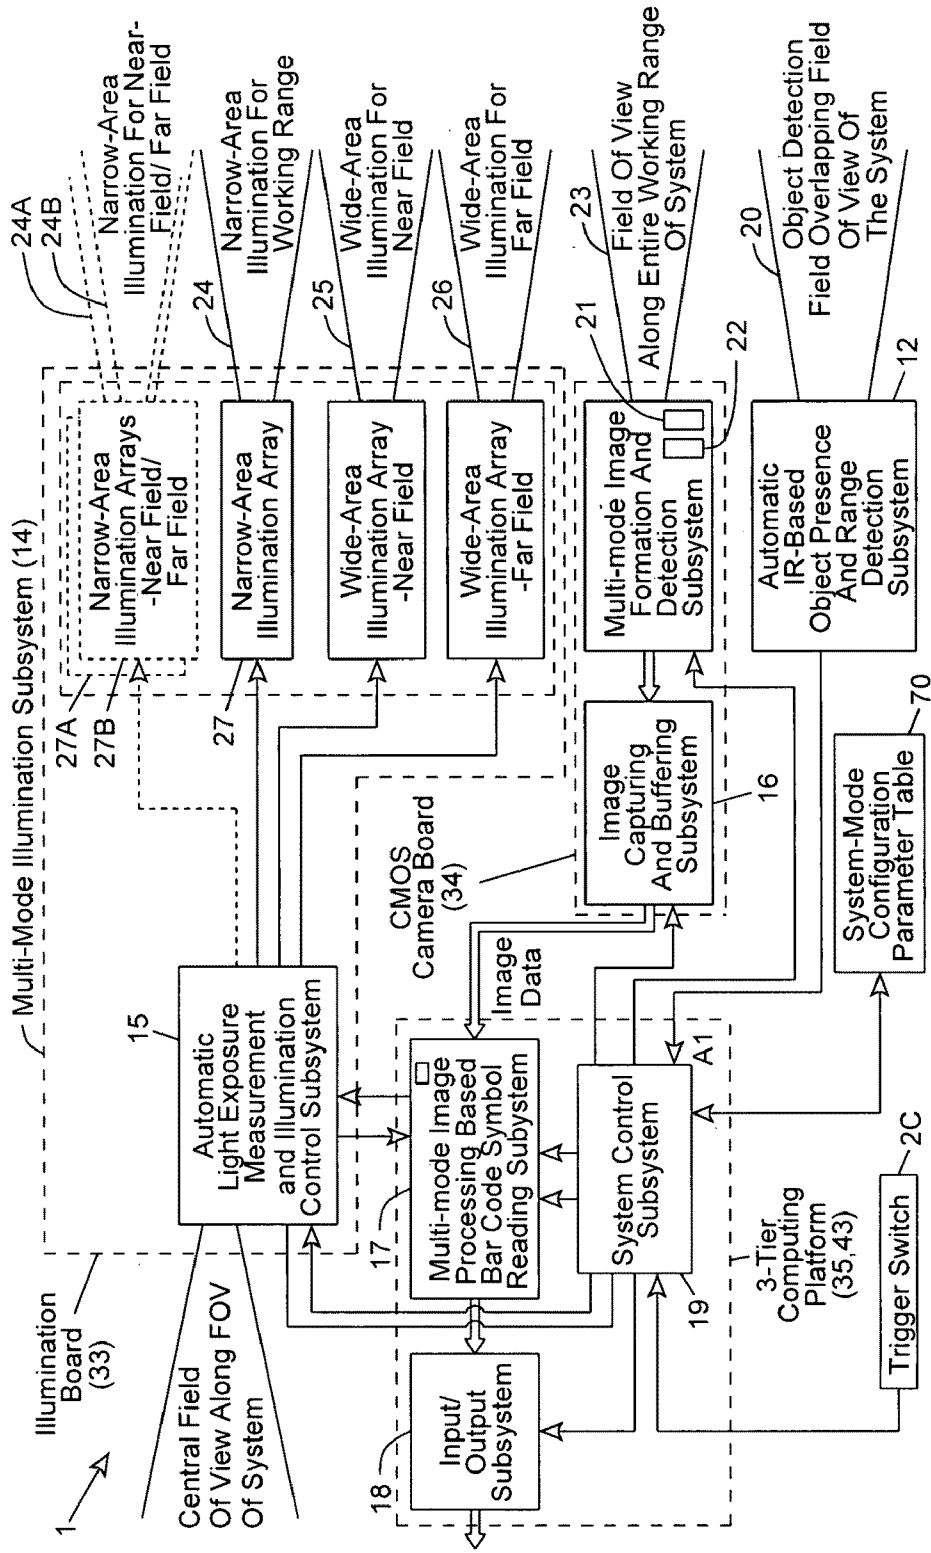 1
Illumination
Board
(33)
Multi-Mode Illumination Subsystem (14)
Central Field
Of View Along FOV
Of System
15
Automatic
Light Exposure
Measurement
and Illumination
Control Subsystem
27A
27B
Narrow-Area
Illumination Arrays
-Near Field/
Far Field
24A
24B
Narrow-Area
Illumination For Near-
Field/ Far Field
27
Narrow-Area
Illumination Array
24
Narrow-Area
Illumination For
Working Range
Wide-Area
Illumination Array
-Near Field
25
Wide-Area
Illumination For
Near Field
Wide-Area
Illumination Array
-Far Field
26
Wide-Area
Illumination For
Far Field
18
Input/
Output
Subsystem
17
Multi-mode Image
Processing Based
Bar Code Symbol
Reading Subystem
Image
Data
CMOS
Camera Board
(34)
Image
Capturing
And Buffering
Subsystem
16
Multi-mode Image
Formation And
Detection
Subsystem
21
22
23
Field Of View
Along Entire Working Range
Of System
System Control
Subsystem
19
A1
3-Tier
Computing
Platform
(35,43)
Automatic
IR-Based
Object Presence
And Range
Detection
Subsystem
12
20
Object Detection
Field Overlapping Field
Of View Of
The System
System-Mode
Configuration
Parameter Table
70
Trigger Switch
2C